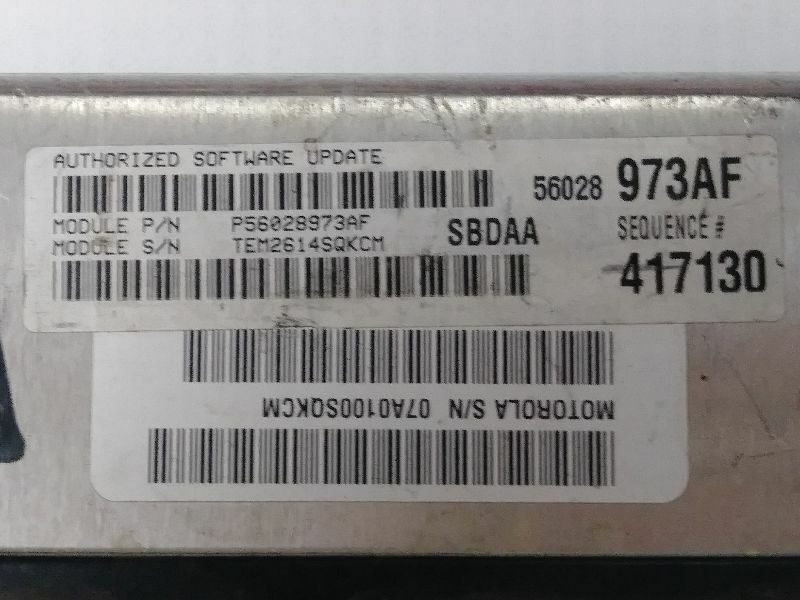 AUTHORIZED SOFTWARE UPDATE
56028 973AF
MODULE P/N P56028973AF
MODULE S/N TEM2614SQKCM
SBDAA
SEQUENCE #
417130
MOTOROLA S/N 07A0100SQKCM